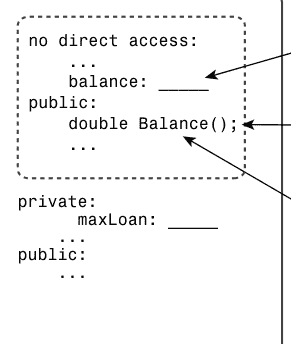 no direct access:
...
balance: _____
public:
double Balance();
...
private:
maxLoan: _____
...
public:
...